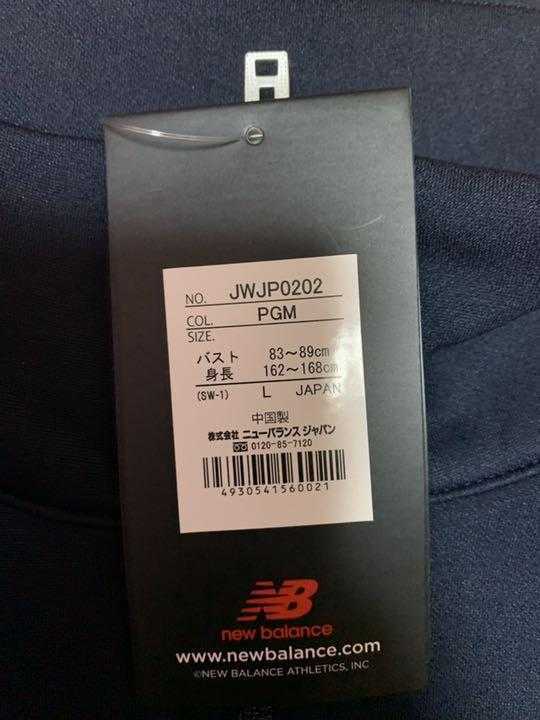 NO. JWJP0202
COL. PGM
SIZE.
バスト 83～89cm
身長 162～168cm
(SW-1) L JAPAN
中国製
株式会社 ニューバランス ジャパン
0120-85-7120
4930541560021
NB
new balance
www.newbalance.com
©NEW BALANCE ATHLETICS, INC